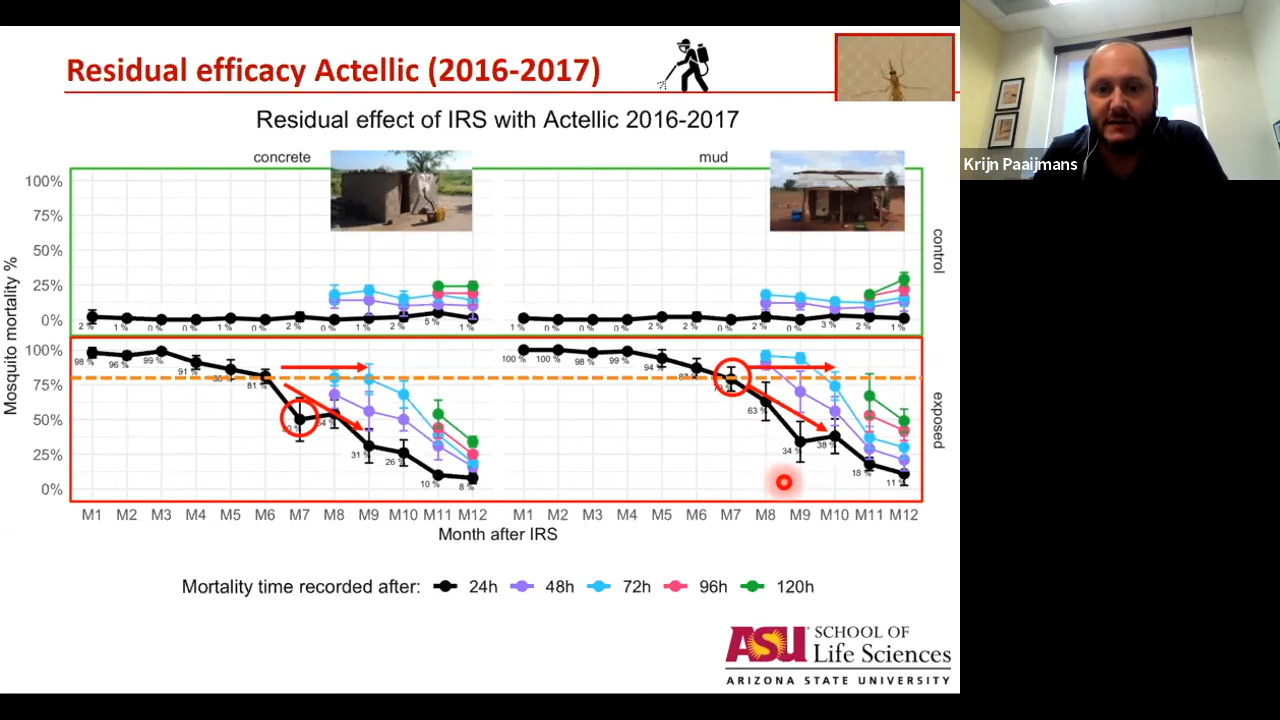 Residual efficacy Actellic (2016-2017)
Krijn Paaijmans
Residual effect of IRS with Actellic 2016-2017
concrete
mud
Mosquito mortality %
100%
75%
50%
25%
0%
2 % 1% 0% 0% 1% 0% 2% 0% 1% 2% 5% 1%
1% 0% 0% 0% 2% 2% 0% 2% 0% 3% 2% 1%
control
100%
75%
50%
25%
0%
98 % 96 % 99 % 91 % 81 % 54 % 31 % 26 % 10 % 8 %
100 % 100 % 98 % 99 % 94 % 87 % 63 % 34 % 38 % 18 % 11 %
exposed
M1 M2 M3 M4 M5 M6 M7 M8 M9 M10 M11 M12
M1 M2 M3 M4 M5 M6 M7 M8 M9 M10 M11 M12
Month after IRS
Mortality time recorded after: 24h 48h 72h 96h 120h
ASU SCHOOL OF
Life Sciences
ARIZONA STATE UNIVERSITY